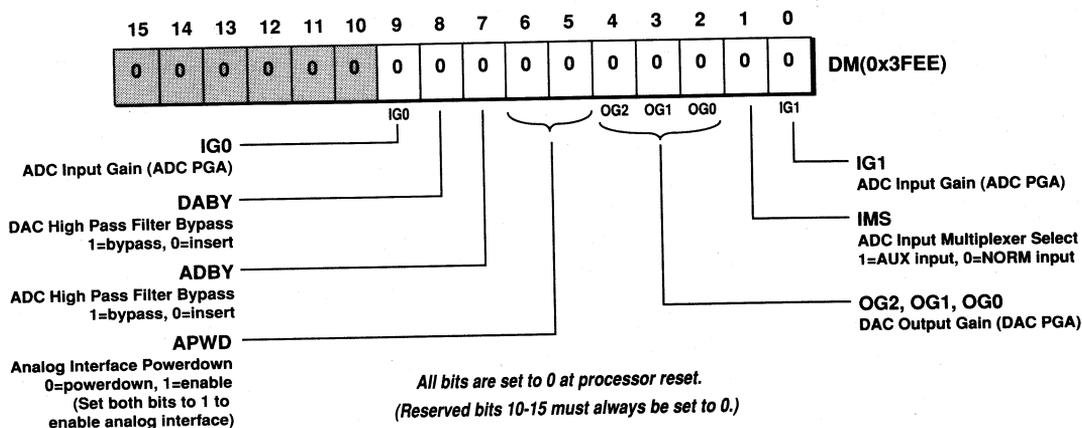 15 14 13 12 11 10 9 8 7 6 5 4 3 2 1 0
0 0 0 0 0 0 0 0 0 0 0 0 0 0 0 0 DM(0x3FEE)
IG0 OG2 OG1 OG0 IG1
IG0
ADC Input Gain (ADC PGA)
DABY
DAC High Pass Filter Bypass
1=bypass, 0=insert
ADBY
ADC High Pass Filter Bypass
1=bypass, 0=insert
APWD
Analog Interface Powerdown
0=powerdown, 1=enable
(Set both bits to 1 to
enable analog interface)
IG1
ADC Input Gain (ADC PGA)
IMS
ADC Input Multiplexer Select
1=AUX input, 0=NORM input
OG2, OG1, OG0
DAC Output Gain (DAC PGA)
All bits are set to 0 at processor reset.
(Reserved bits 10-15 must always be set to 0.)